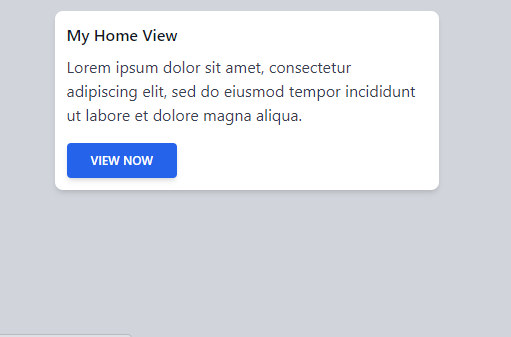 My Home View
Lorem ipsum dolor sit amet, consectetur
adipiscing elit, sed do eiusmod tempor incididunt
ut labore et dolore magna aliqua.
VIEW NOW